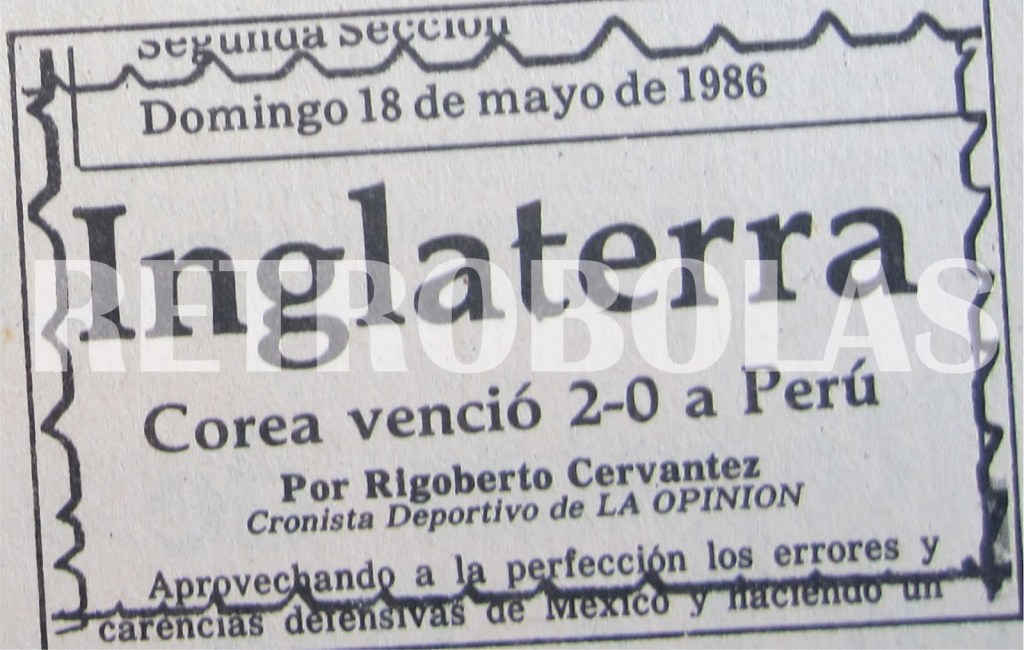 Segunda Sección
Domingo 18 de mayo de 1986
Inglaterra
RETROBOLAS
Corea venció 2-0 a Perú
Por Rigoberto Cervantez
Cronista Deportivo de LA OPINION
Aprovechando a la perfección los errores y
carencias defensivas de México y haciendo un